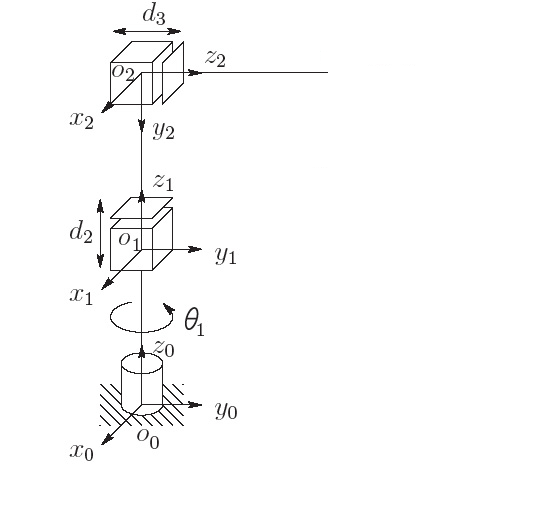 d₃
z₂
o₂
x₂
y₂
z₁
d₂
o₁
y₁
x₁
θ₁
z₀
y₀
o₀
x₀